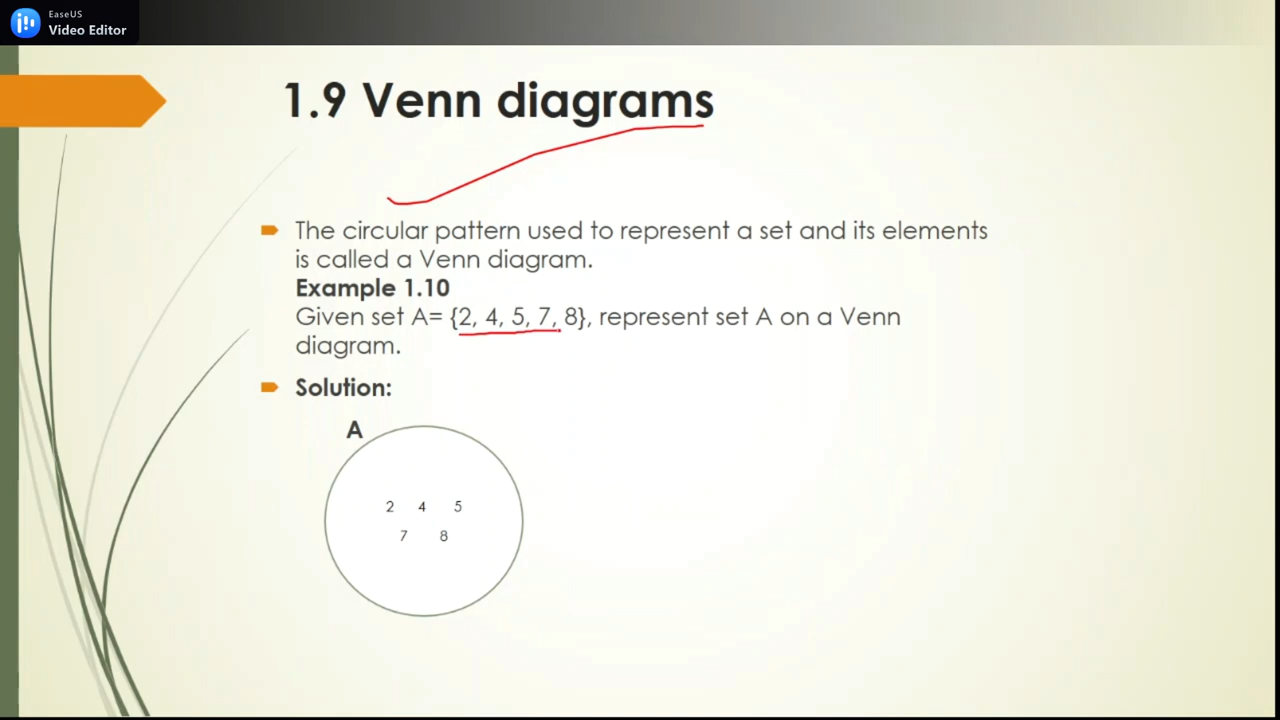 EaseUS
Video Editor
1.9 Venn diagrams
The circular pattern used to represent a set and its elements
is called a Venn diagram.
Example 1.10
Given set A= {2, 4, 5, 7, 8}, represent set A on a Venn
diagram.
Solution:
A
2 4 5
7 8